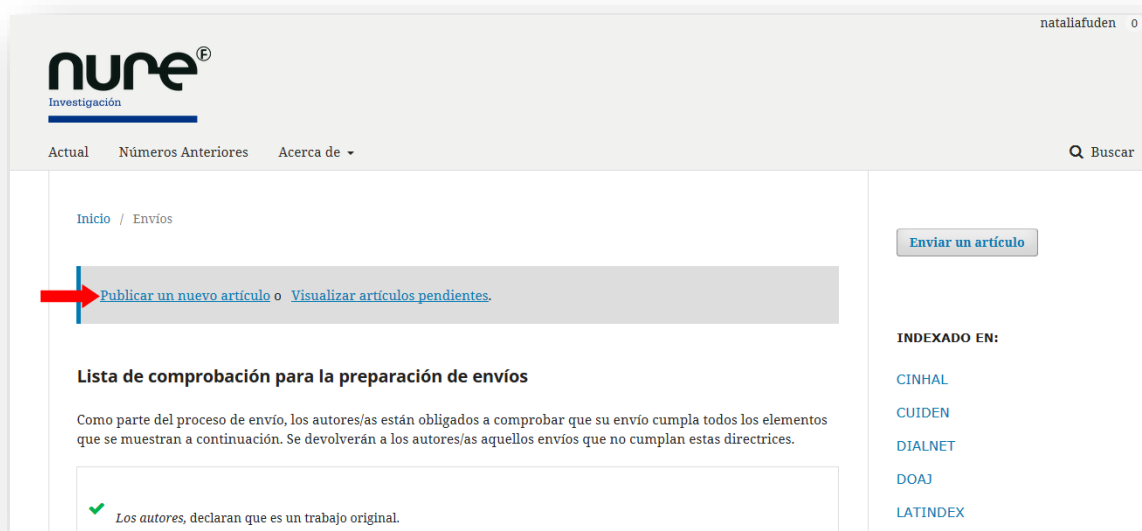 nataliafuden 0
nure
Investigación
Actual Números Anteriores Acerca de Buscar
Inicio / Envíos
Enviar un artículo
Publicar un nuevo artículo o Visualizar artículos pendientes.
INDEXADO EN:
Lista de comprobación para la preparación de envíos
CINHAL
Como parte del proceso de envío, los autores/as están obligados a comprobar que su envío cumpla todos los elementos
que se muestran a continuación. Se devolverán a los autores/as aquellos envíos que no cumplan estas directrices.
CUIDEN
DIALNET
DOAJ
LATINDEX
Los autores, declaran que es un trabajo original.